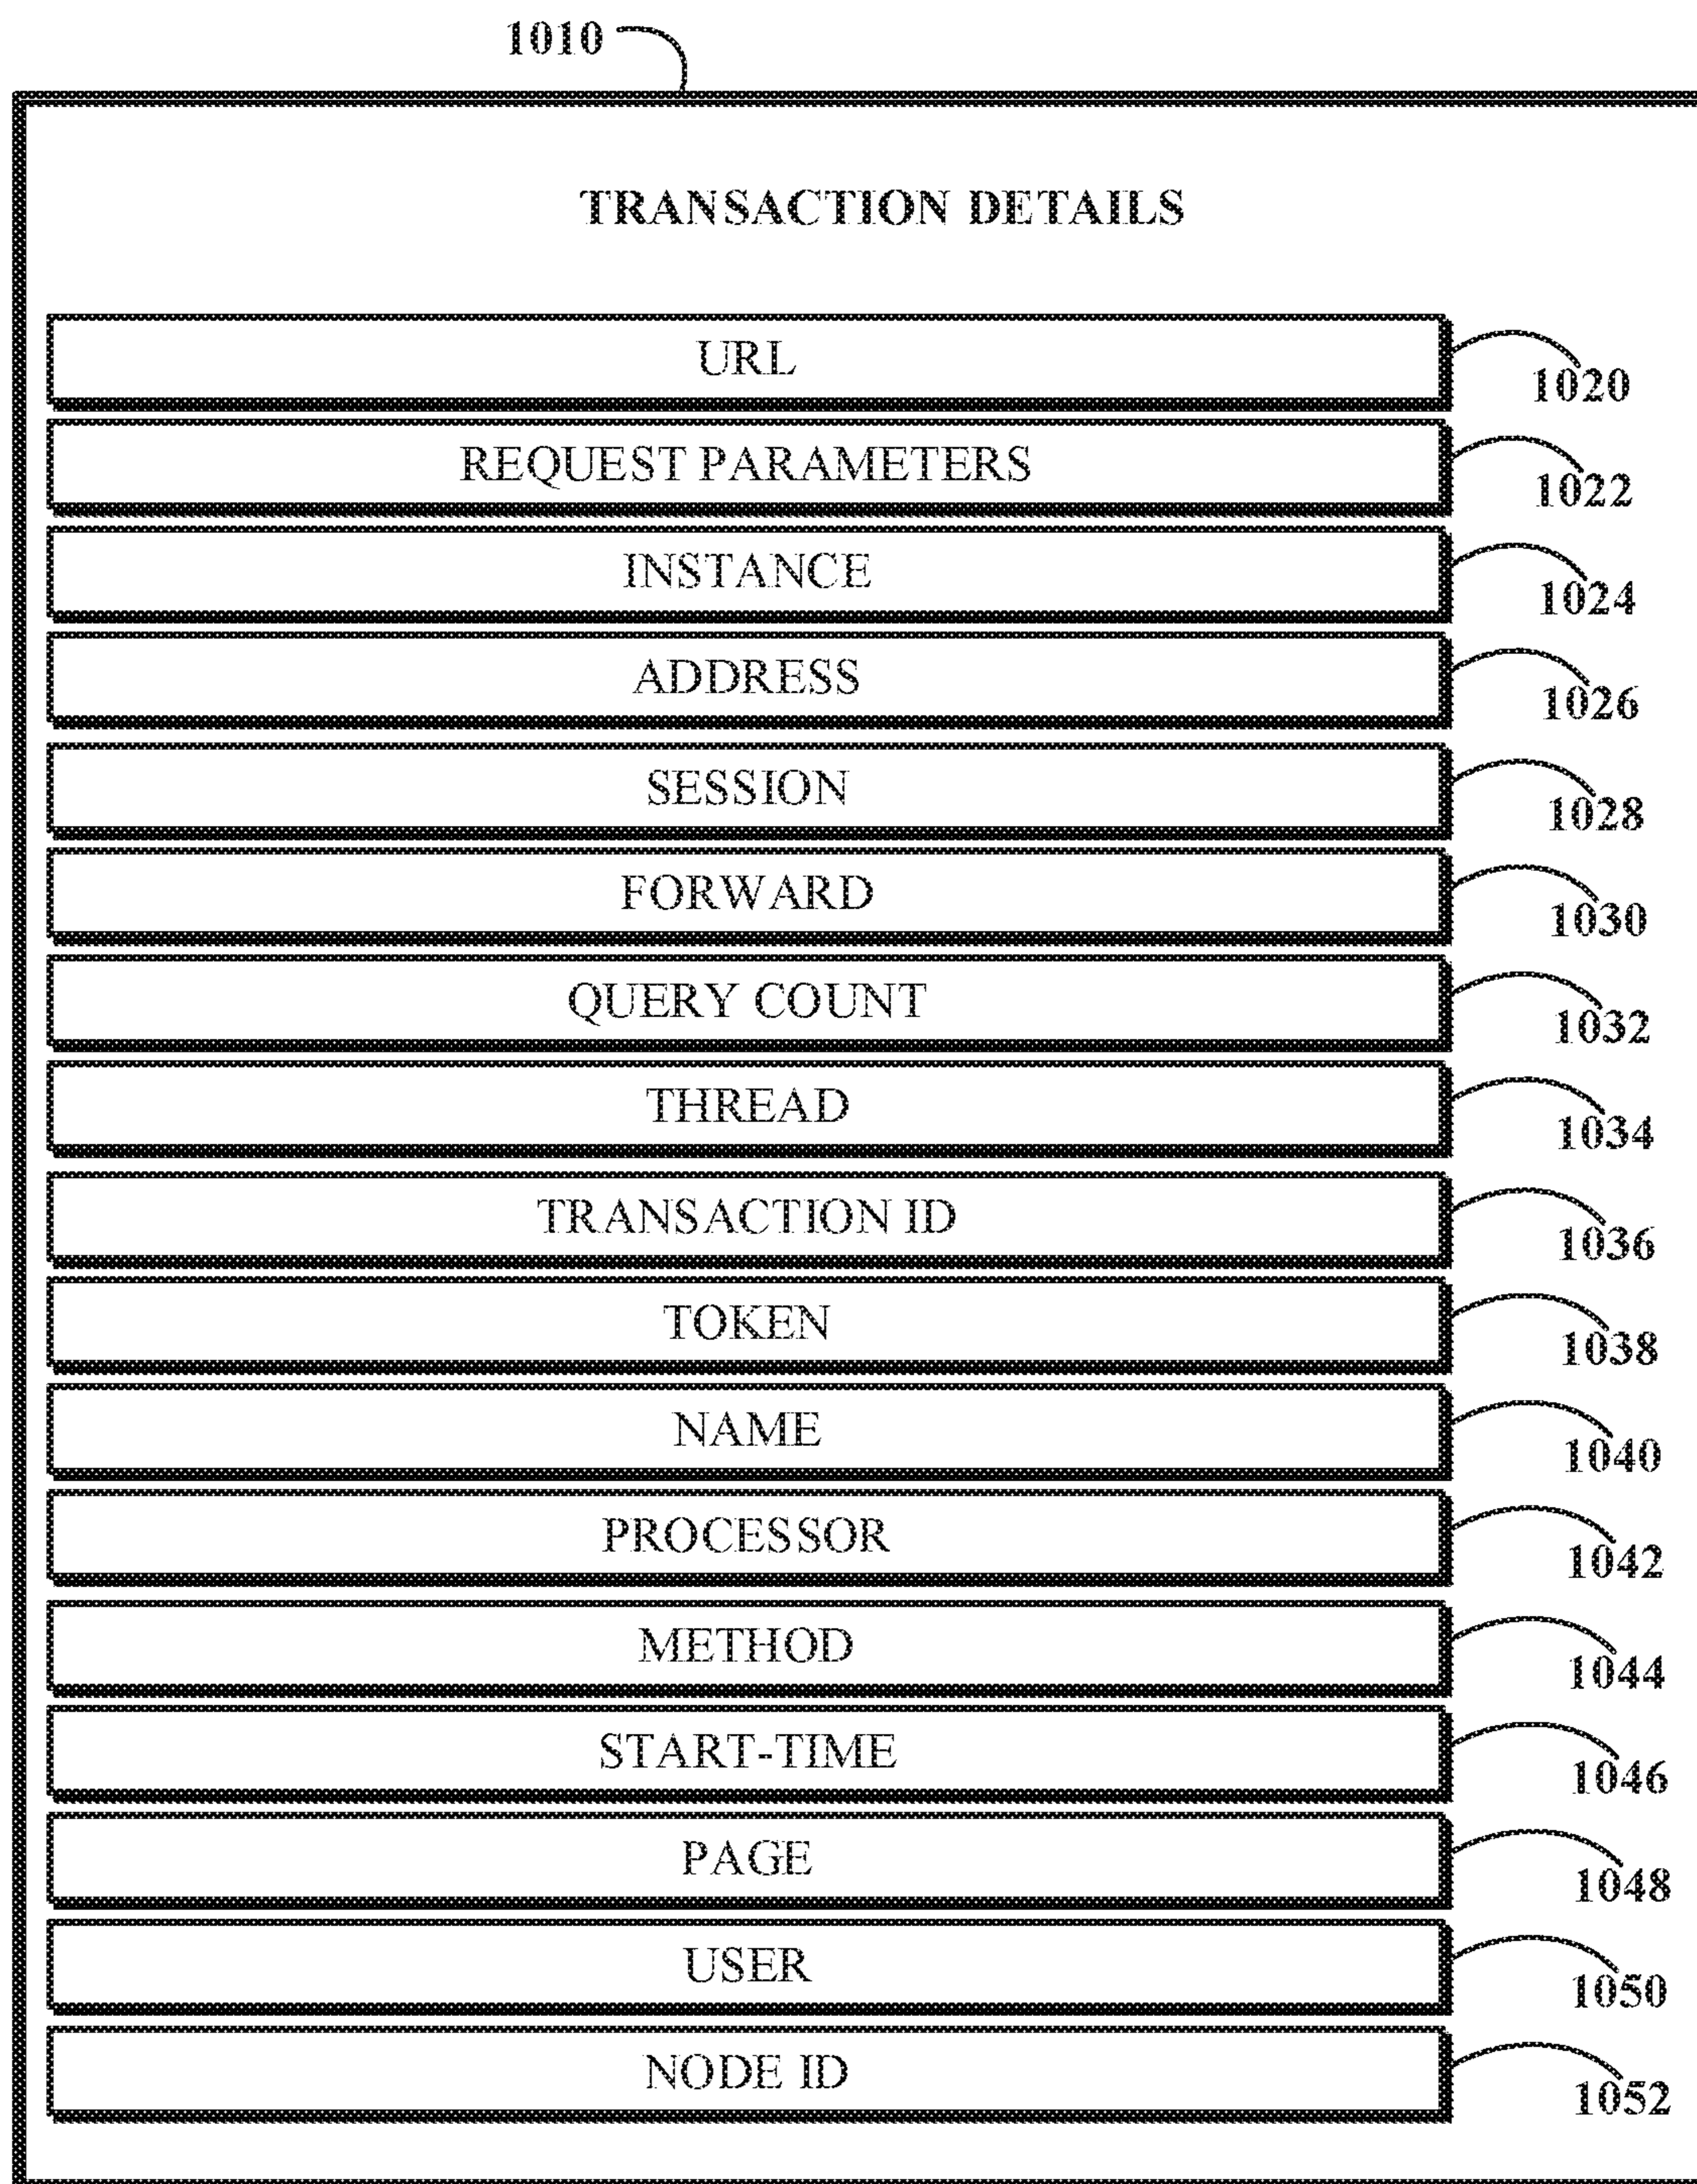 1010
TRANSACTION DETAILS
URL
1020
REQUEST PARAMETERS
1022
INSTANCE
1024
ADDRESS
1026
SESSION
1028
FORWARD
1030
QUERY COUNT
1032
THREAD
1034
TRANSACTION ID
1036
TOKEN
1038
NAME
1040
PROCESSOR
1042
METHOD
1044
START-TIME
1046
PAGE
1048
USER
1050
NODE ID
1052